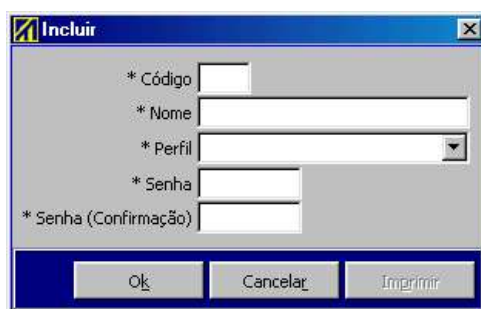 Incluir
* Código
* Nome
* Perfil
* Senha
* Senha (Confirmação)
Ok Cancelar Imprimir